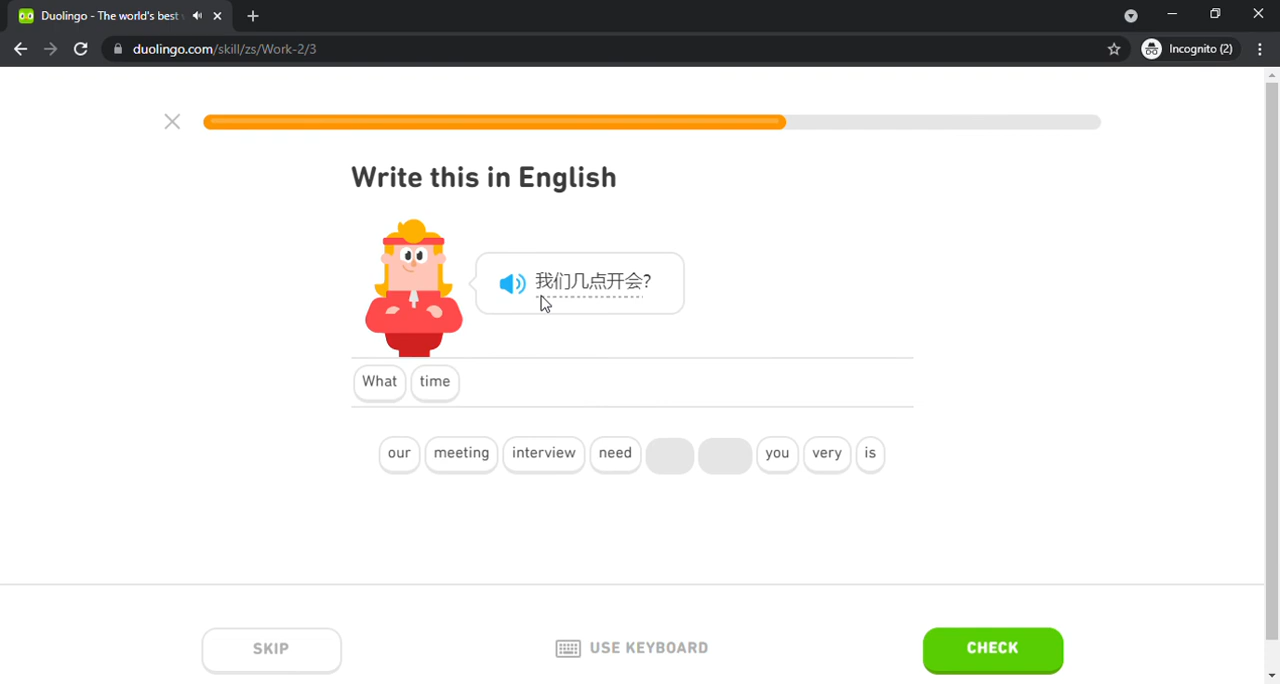 Duolingo - The world's best
duolingo.com/skill/zs/Work-2/3
Incognito (2)
Write this in English
我们几点开会?
What time
our meeting interview need you very is
SKIP
USE KEYBOARD
CHECK